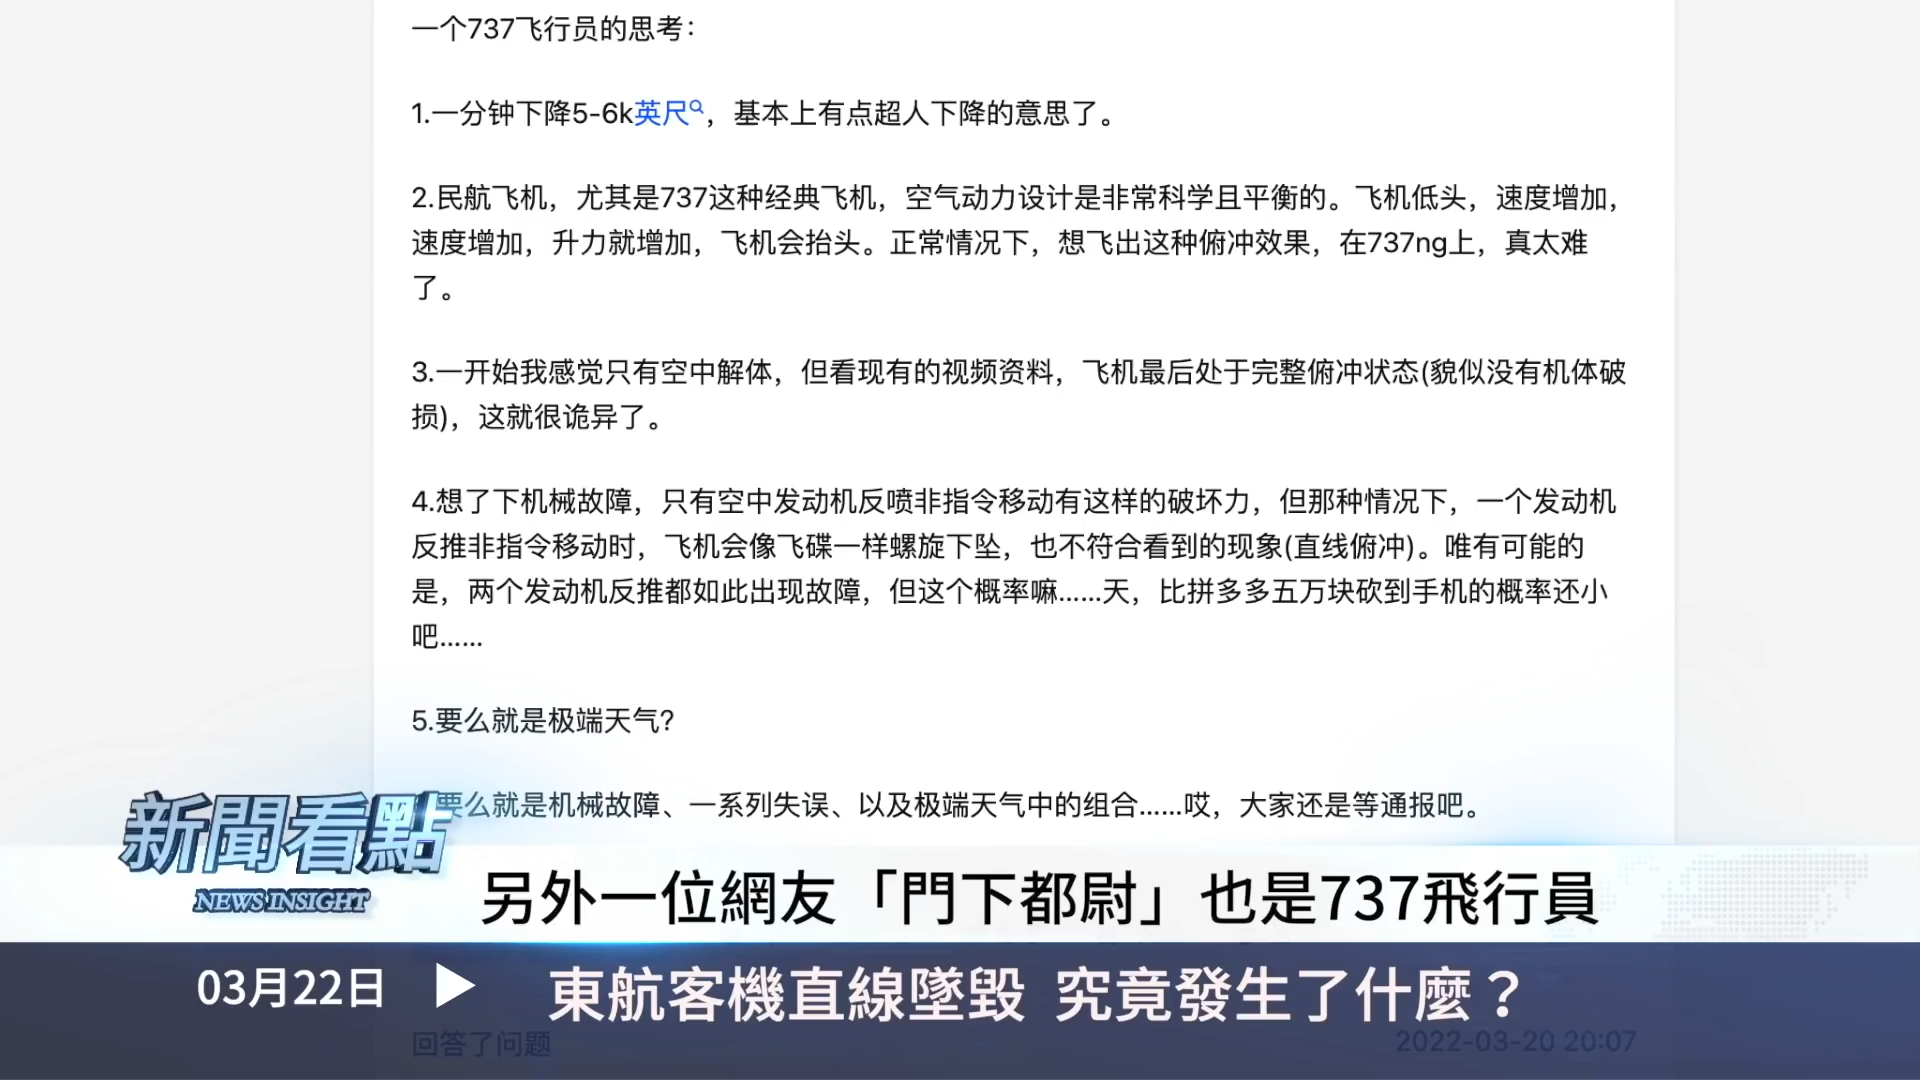 一个737飞行员的思考：
1.一分钟下降5-6k英尺，基本上有点超人下降的意思了。
2.民航飞机，尤其是737这种经典飞机，空气动力设计是非常科学且平衡的。飞机低头，速度增加，
速度增加，升力就增加，飞机会抬头。正常情况下，想飞出这种俯冲效果，在737ng上，真太难
了。
3.一开始我感觉只有空中解体，但看现有的视频资料，飞机最后处于完整俯冲状态(貌似没有机体破
损)，这就很诡异了。
4.想了下机械故障，只有空中发动机反喷非指令移动有这样的破坏力，但那种情况下，一个发动机
反推非指令移动时，飞机会像飞碟一样螺旋下坠，也不符合看到的现象(直线俯冲)。唯有可能的
是，两个发动机反推都如此出现故障，但这个概率嘛......天，比拼多多五万块砍到手机的概率还小
吧......
5.要么就是极端天气?
要么就是机械故障、一系列失误、以及极端天气中的组合......哎，大家还是等通报吧。
新聞看點
NEWS INSIGHT
另外一位網友「門下都尉」也是737飛行員
03月22日
東航客機直線墜毀 究竟發生了什麼？
回答了问题
2022-03-20 20:07